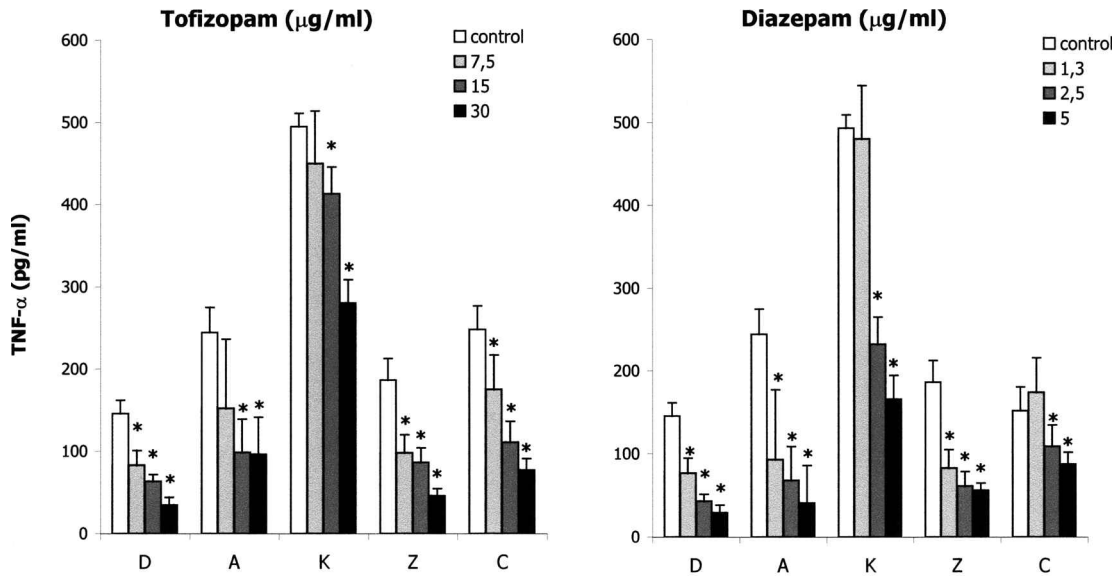 Tofizopam (μg/ml)
control
7,5
15
30
600
500
400
300
200
100
0
TNF-α (pg/ml)
* * *
* *
* *
* * *
* * *
D A K Z C
Diazepam (μg/ml)
control
1,3
2,5
5
600
500
400
300
200
100
0
* * *
* * *
* *
* * *
* *
D A K Z C